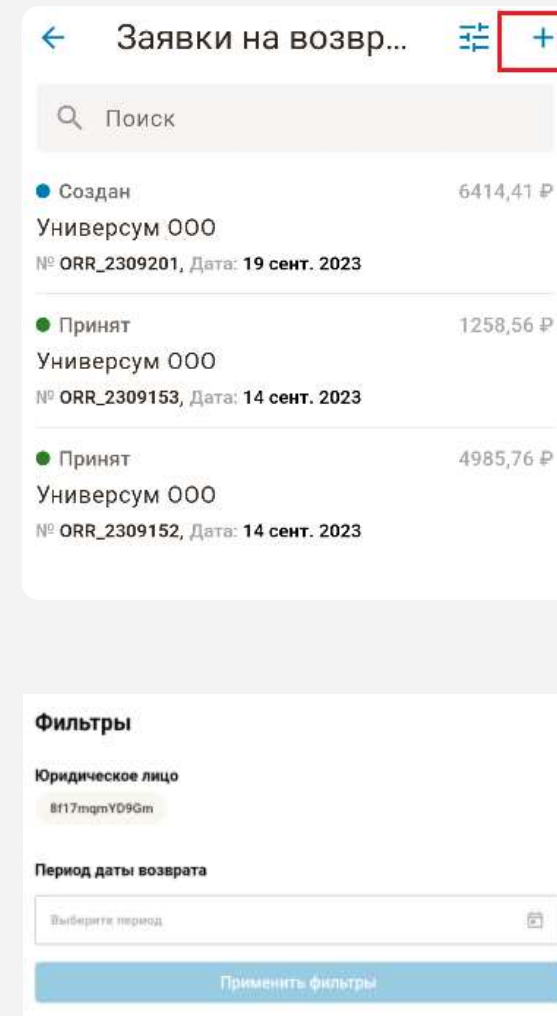 Заявки на возвр...
Поиск
Создан 6414,41 ₽
Универсум ООО
№ ORR_2309201, Дата: 19 сент. 2023
Принят 1258,56 ₽
Универсум ООО
№ ORR_2309153, Дата: 14 сент. 2023
Принят 4985,76 ₽
Универсум ООО
№ ORR_2309152, Дата: 14 сент. 2023
Фильтры
Юридическое лицо
8f17mqmYD9Gm
Период даты возврата
Выберите период
Применить фильтры